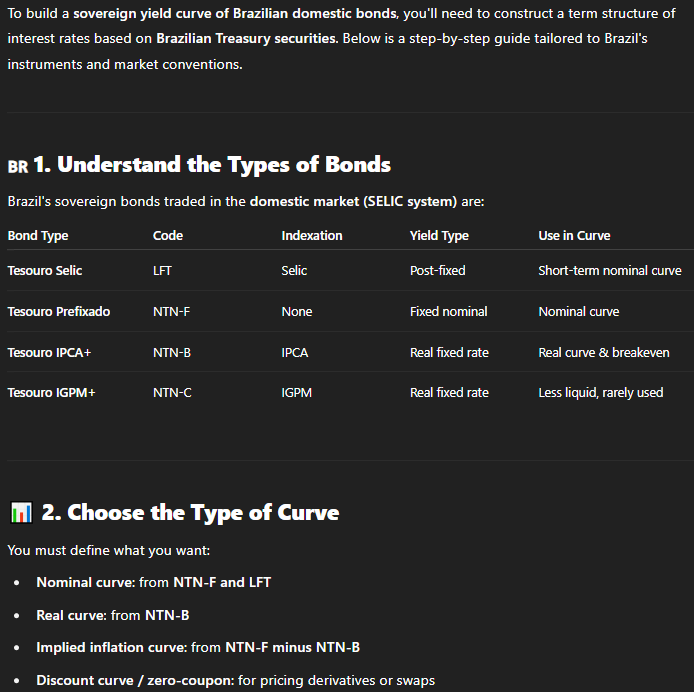 To build a sovereign yield curve of Brazilian domestic bonds, you'll need to construct a term structure of
interest rates based on Brazilian Treasury securities. Below is a step-by-step guide tailored to Brazil's
instruments and market conventions.
BR 1. Understand the Types of Bonds
Brazil's sovereign bonds traded in the domestic market (SELIC system) are:
Bond Type Code Indexation Yield Type Use in Curve
Tesouro Selic LFT Selic Post-fixed Short-term nominal curve
Tesouro Prefixado NTN-F None Fixed nominal Nominal curve
Tesouro IPCA+ NTN-B IPCA Real fixed rate Real curve & breakeven
Tesouro IGPM+ NTN-C IGPM Real fixed rate Less liquid, rarely used
📊 2. Choose the Type of Curve
You must define what you want:
• Nominal curve: from NTN-F and LFT
• Real curve: from NTN-B
• Implied inflation curve: from NTN-F minus NTN-B
• Discount curve / zero-coupon: for pricing derivatives or swaps